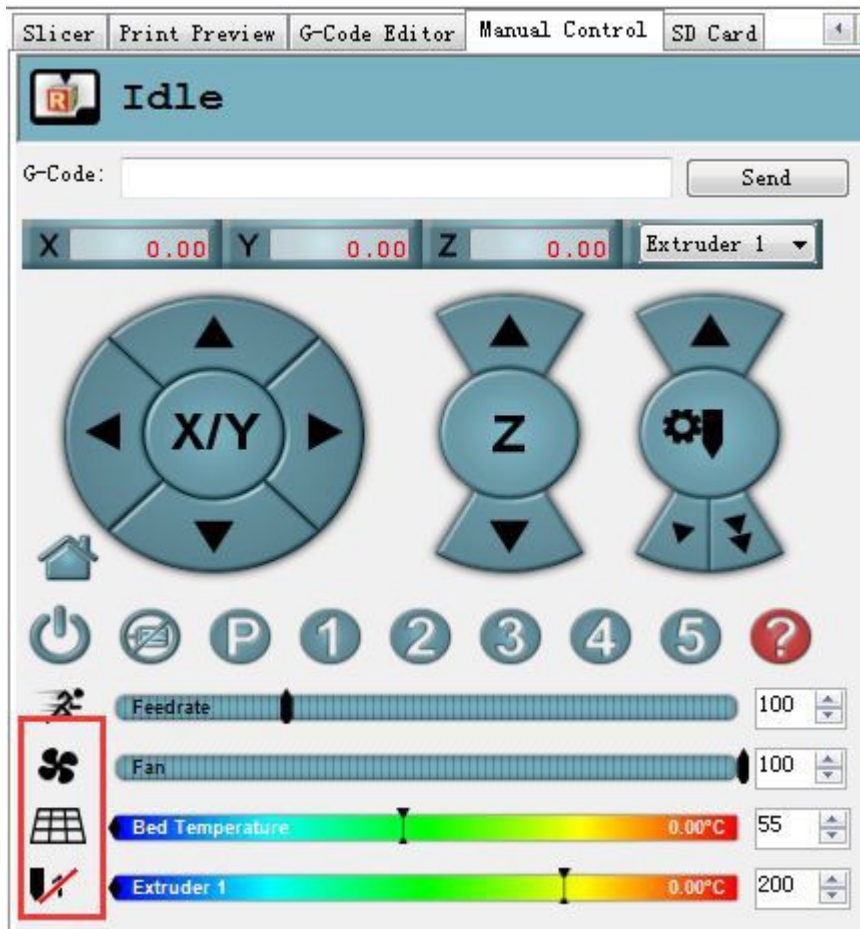 Slicer Print Preview G-Code Editor Manual Control SD Card
R Idle
G-Code: Send
X 0.00 Y 0.00 Z 0.00 Extruder 1
X/Y Z
P 1 2 3 4 5 ?
Feedrate 100
Fan 100
Bed Temperature 0.00°C 55
1 Extruder 1 0.00°C 200